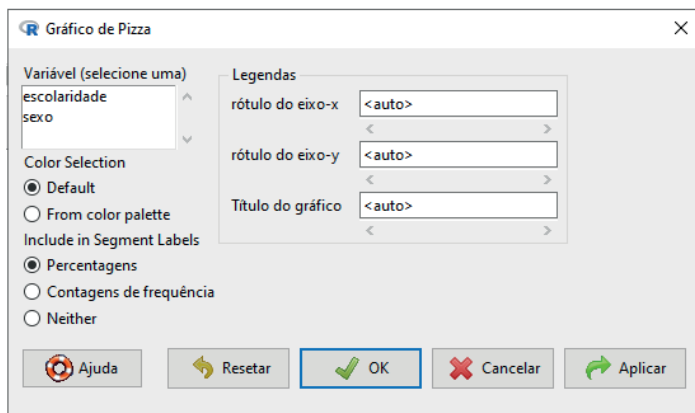 Gráfico de Pizza
Variável (selecione uma)
escolaridade
sexo
Color Selection
Default
From color palette
Include in Segment Labels
Percentagens
Contagens de frequência
Neither
Legendas
rótulo do eixo-x <auto>
rótulo do eixo-y <auto>
Título do gráfico <auto>
Ajuda Resetar OK Cancelar Aplicar